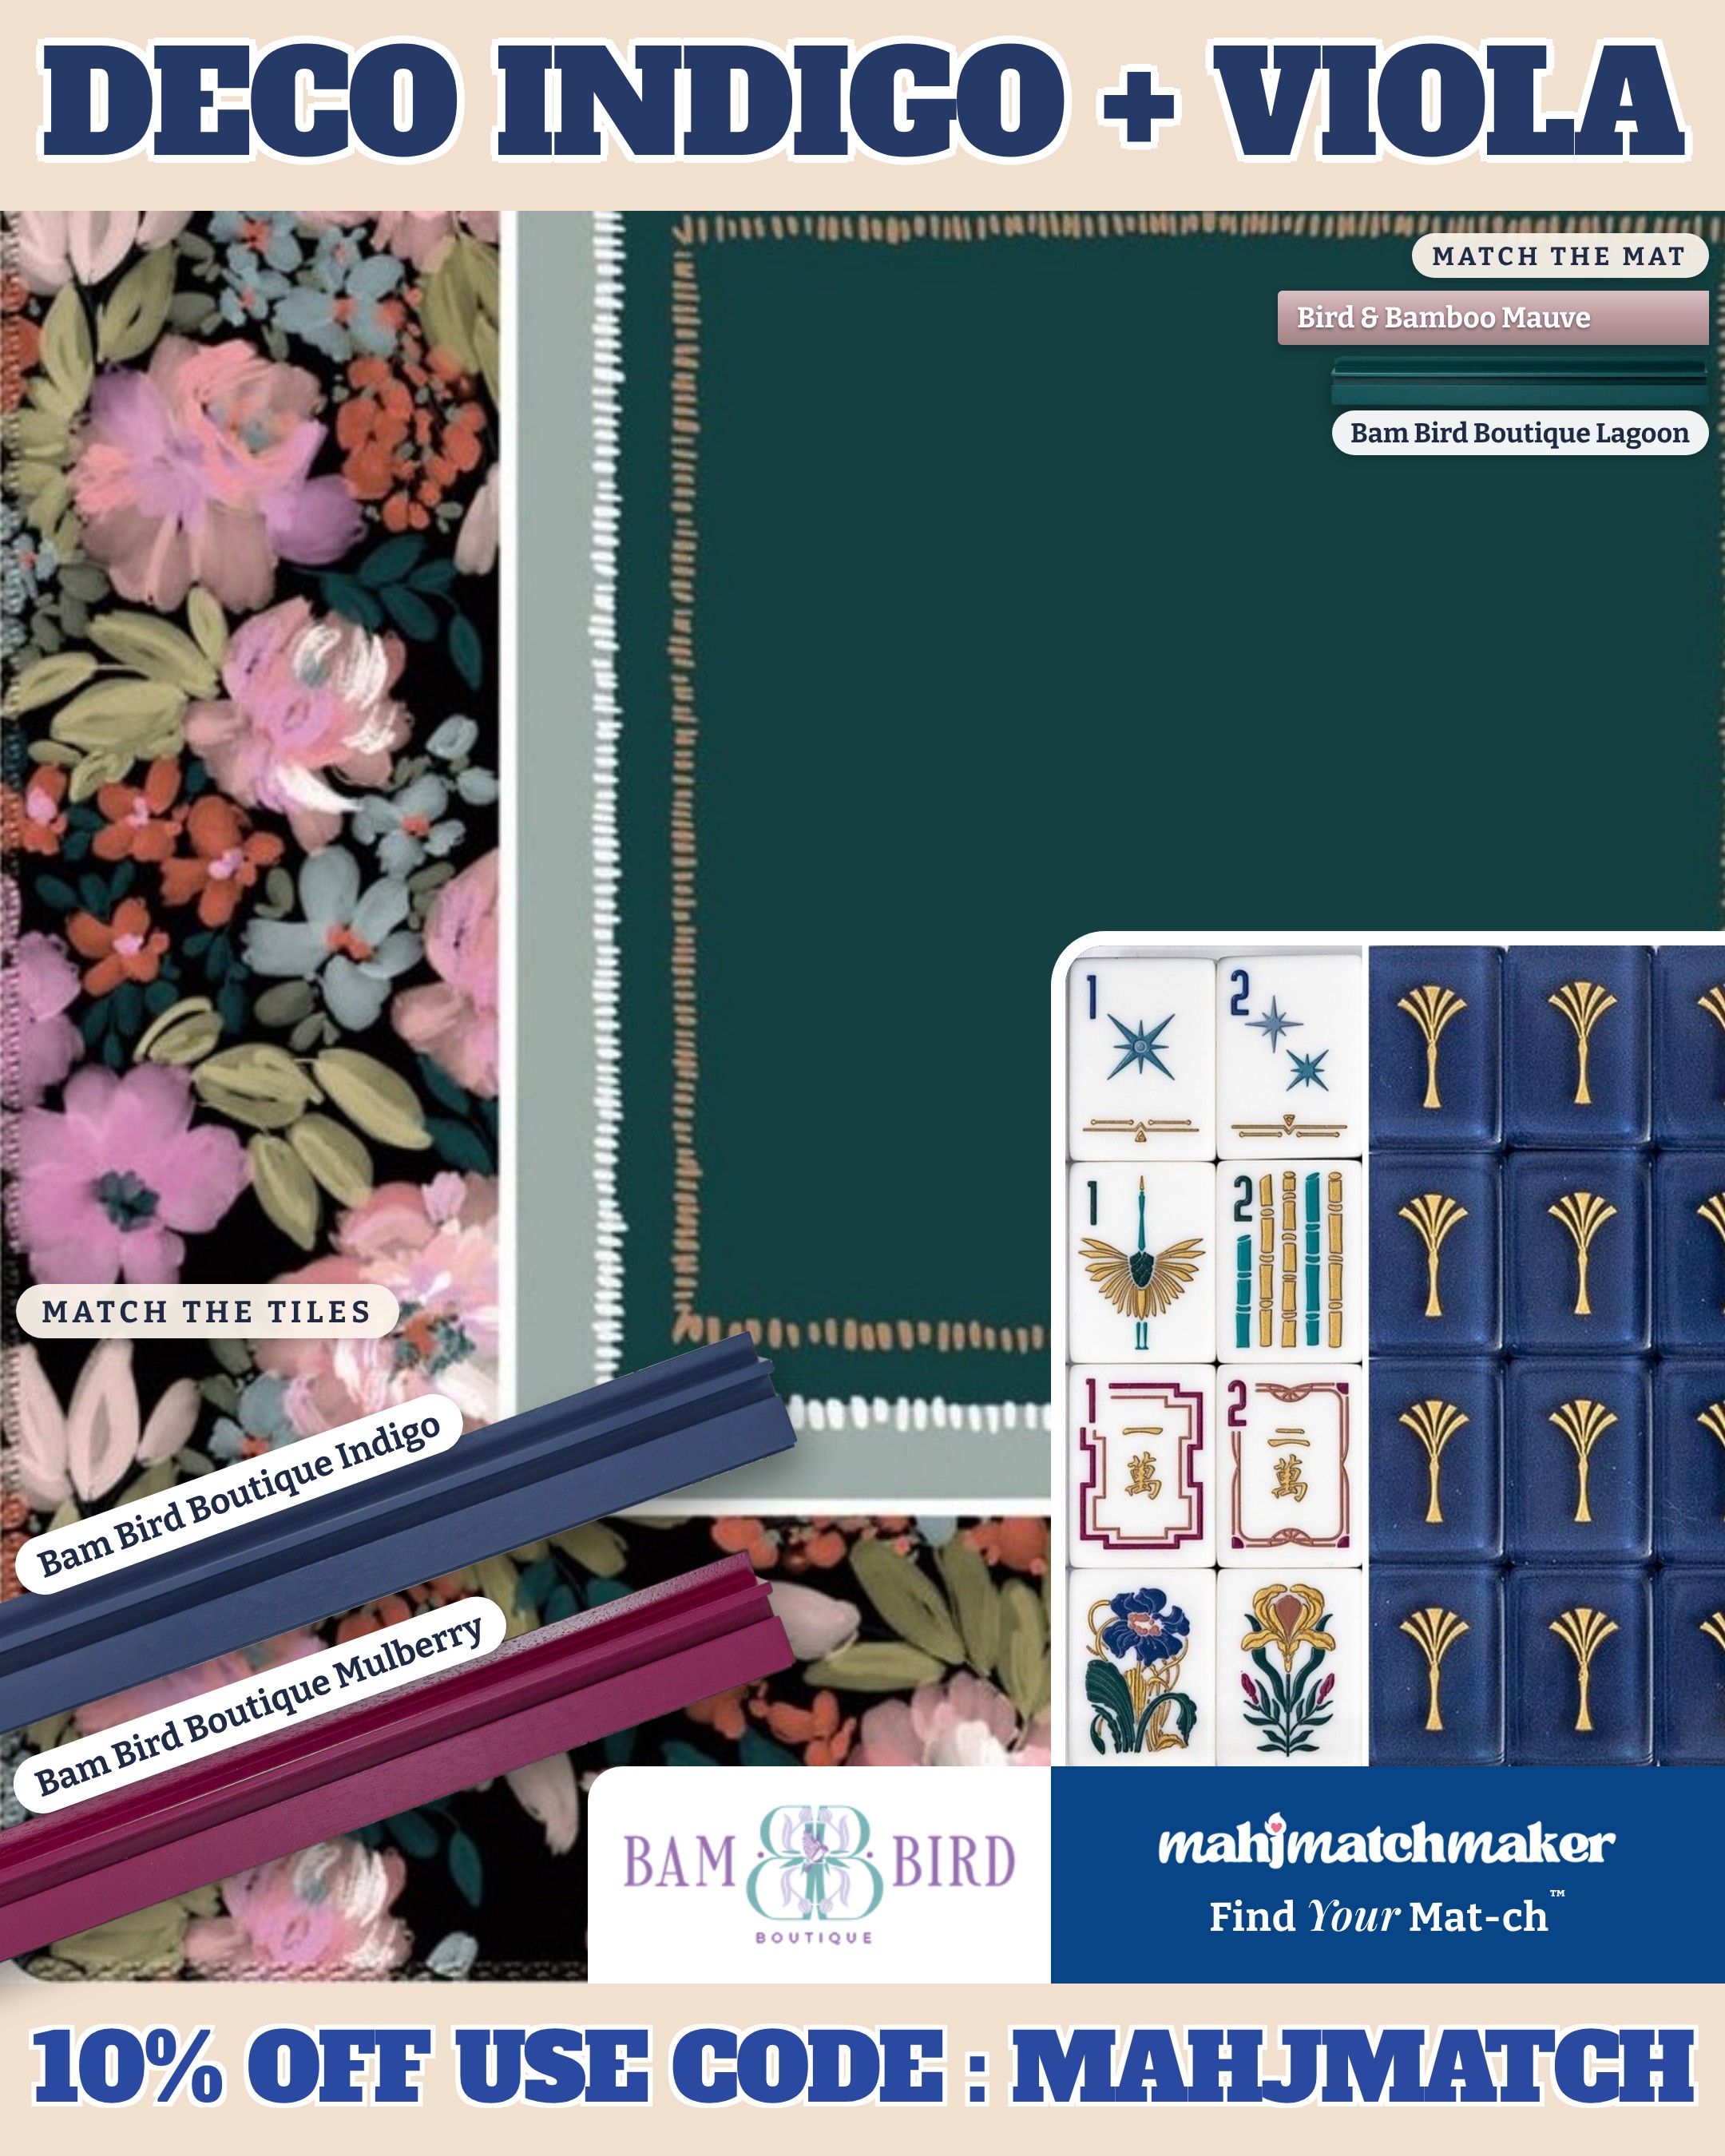 DECO INDIGO + VIOLA
MATCH THE MAT
Bird & Bamboo Mauve
Bam Bird Boutique Lagoon
1 2
1 2
1 2
一萬 二萬
MATCH THE TILES
Bam Bird Boutique Indigo
Bam Bird Boutique Mulberry
BAM BIRD
BOUTIQUE
mahjmatchmaker
Find Your Mat-ch™
10% OFF USE CODE : MAHJMATCH